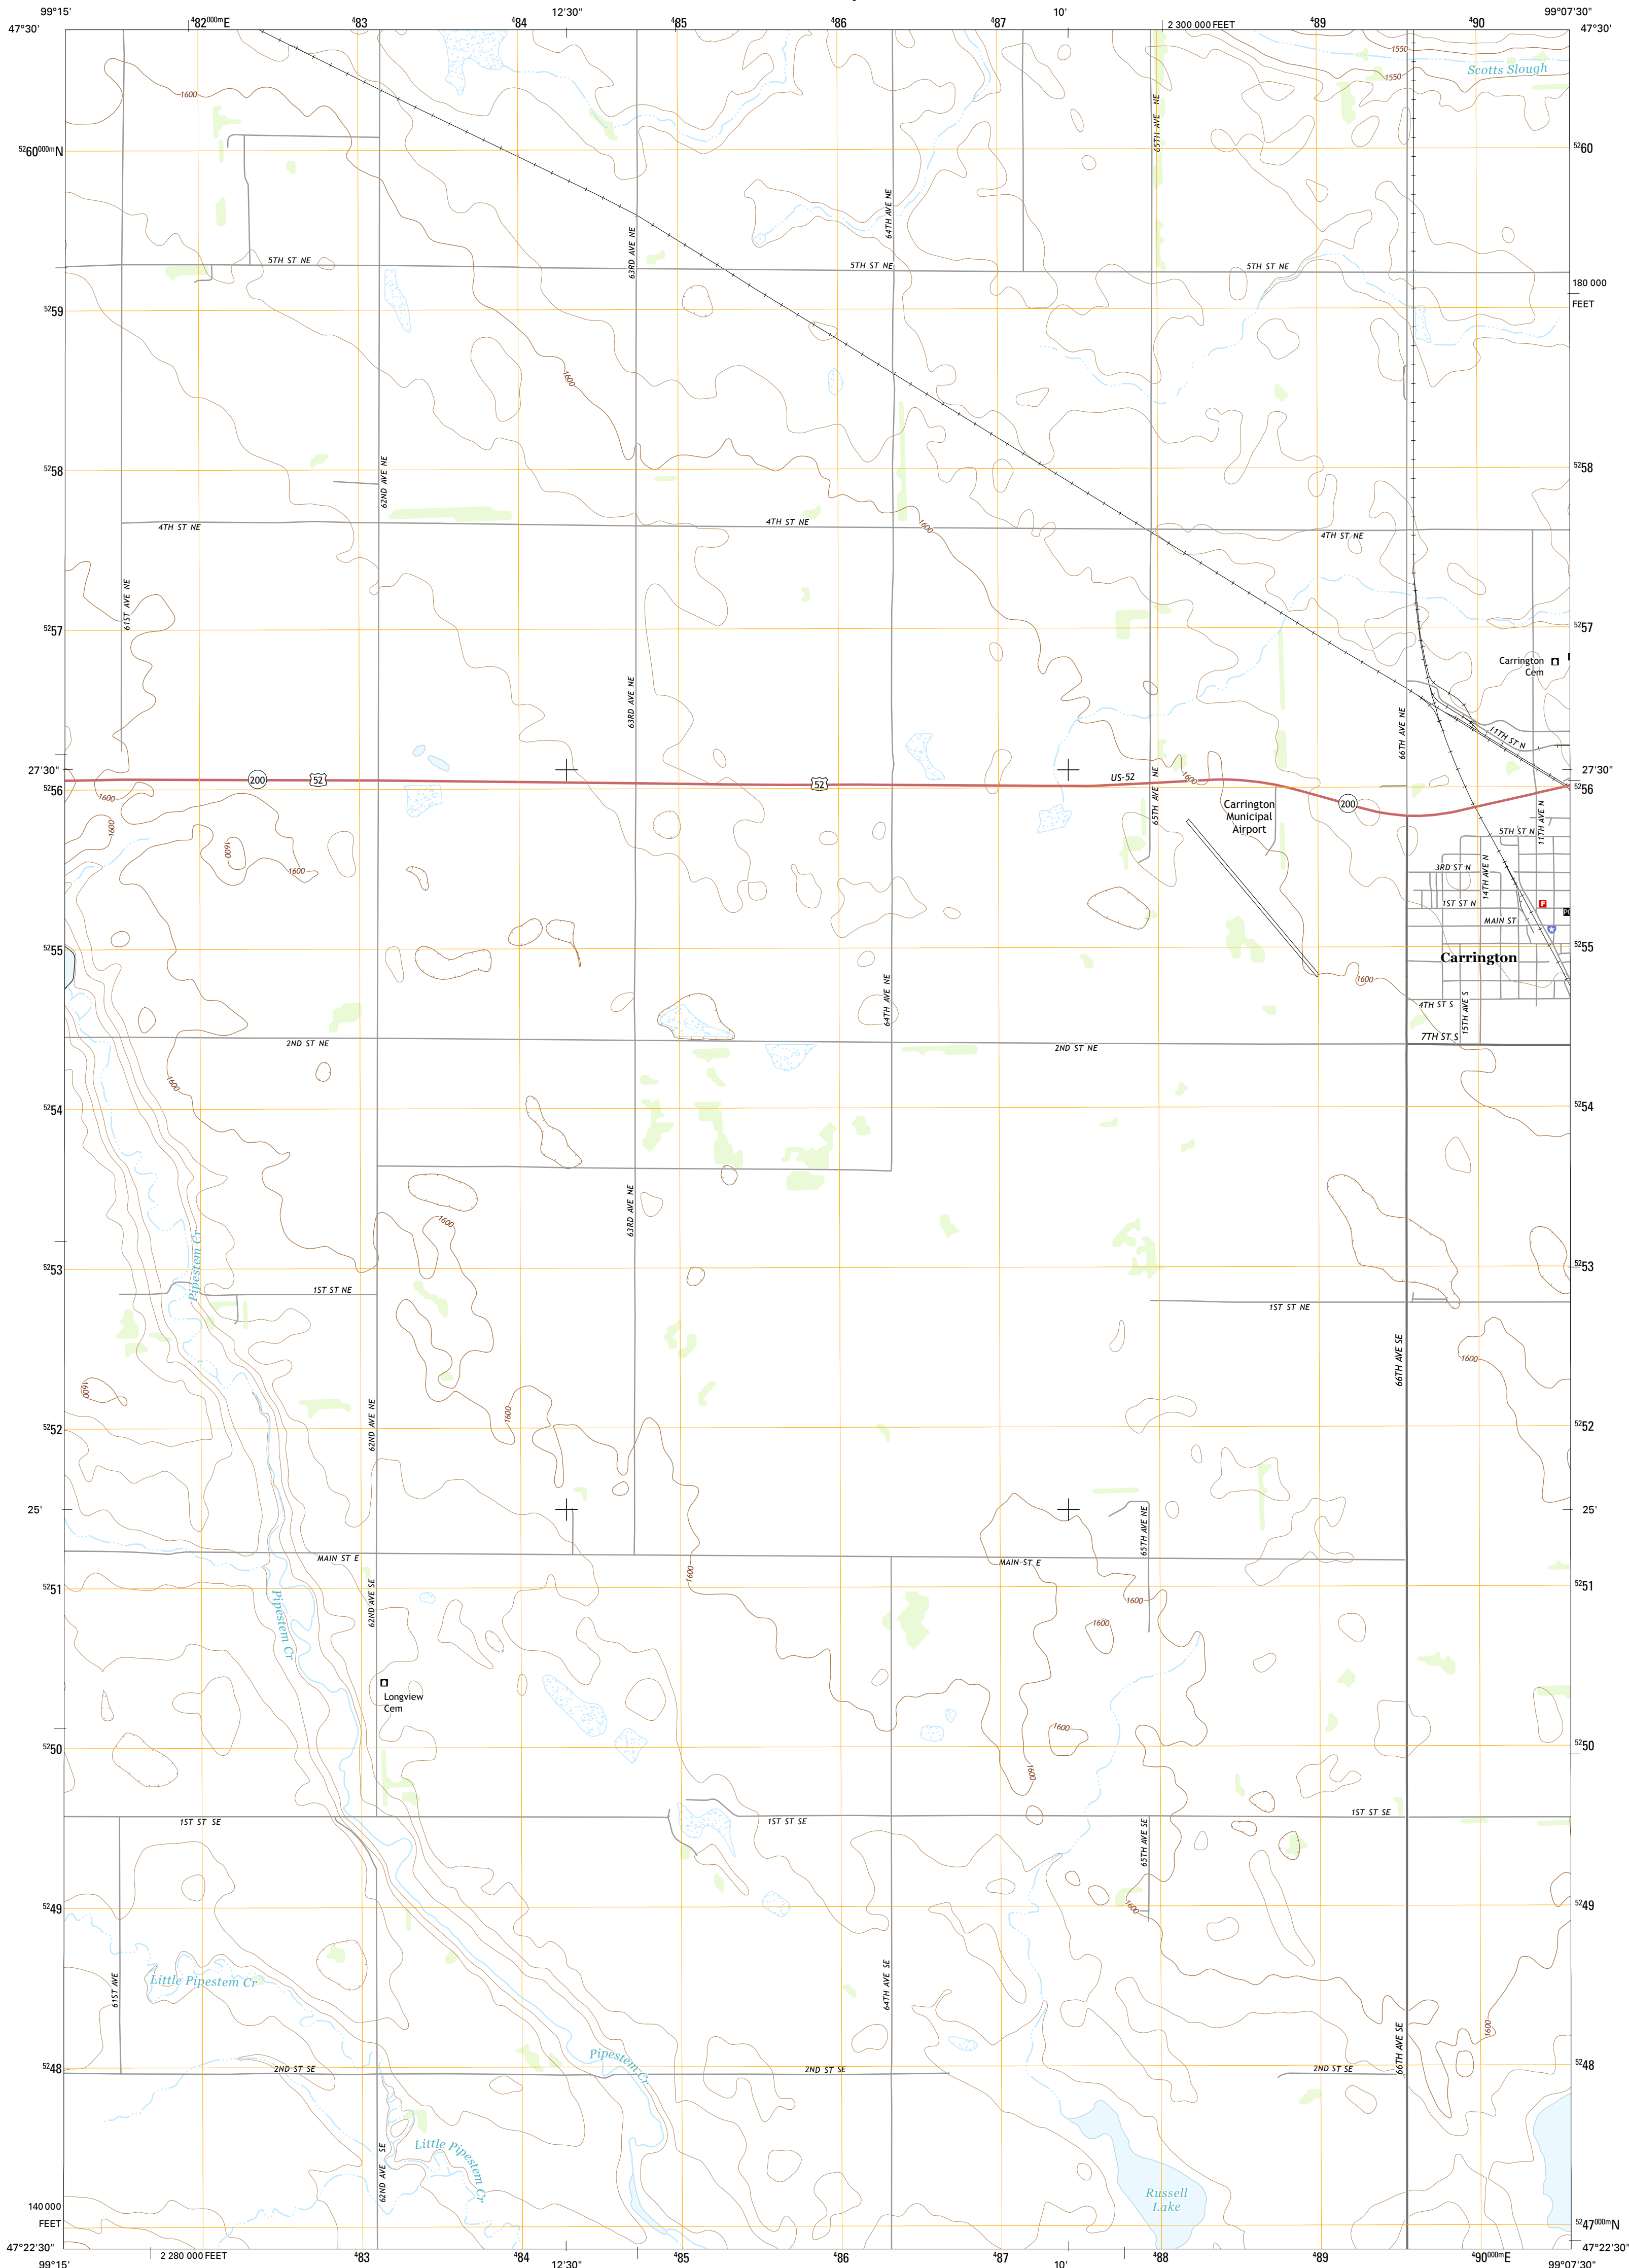 99°15'
⁴82⁰⁰⁰ᵐE
⁴83
⁴84
12'30"
⁴85
⁴86
⁴87
10'
2 300 000 FEET
⁴89
⁴90
99°07'30"
47°30'
47°30'
1550
Scotts Slough
1550
1600
65TH AVE NE
⁵²60⁰⁰⁰ᵐN
⁵²60
64TH AVE NE
63RD AVE NE
5TH ST NE
5TH ST NE
5TH ST NE
180 000
FEET
⁵²59
1600
⁵²58
⁵²58
62ND AVE NE
4TH ST NE
4TH ST NE
1600
4TH ST NE
61ST AVE NE
⁵²57
⁵²57
Carrington
Cem
63RD AVE NE
66TH AVE NE
11TH ST N
27'30"
200
52
52
US-52
1600
27'30"
⁵²56
⁵²56
1600
65TH AVE NE
Carrington
Municipal
Airport
200
11TH AVE N
1600
5TH ST N
1600
1600
3RD ST N
14TH AVE N
1ST ST N
F
PO
MAIN ST
⁵²55
⁵²55
Carrington
1600
64TH AVE NE
4TH ST S
15TH AVE S
7TH ST S
2ND ST NE
2ND ST NE
1600
⁵²54
⁵²54
63RD AVE NE
1600
Pipestem Cr
⁵²53
⁵²53
1ST ST NE
1ST ST NE
66TH AVE SE
1600
1600
1600
62ND AVE NE
⁵²52
⁵²52
25'
25'
65TH AVE NE
MAIN ST E
MAIN ST E
1600
⁵²51
⁵²51
62ND AVE SE
1600
Pipestem Cr
1600
Longview
Cem
1600
⁵²50
⁵²50
1600
1ST ST SE
1ST ST SE
1ST ST SE
65TH AVE SE
⁵²49
⁵²49
1600
Little Pipestem Cr
61ST AVE
64TH AVE SE
1600
66TH AVE SE
Pipestem Cr
⁵²48
⁵²48
2ND ST SE
2ND ST SE
2ND ST SE
Little Pipestem Cr
62ND AVE SE
Russell
Lake
140 000
FEET
⁵²47⁰⁰⁰ᵐN
47°22'30"
47°22'30"
99°15'
2 280 000 FEET
⁴83
⁴84
12'30"
⁴85
⁴86
⁴87
10'
⁴88
⁴89
⁴90⁰⁰⁰ᵐE
99°07'30"